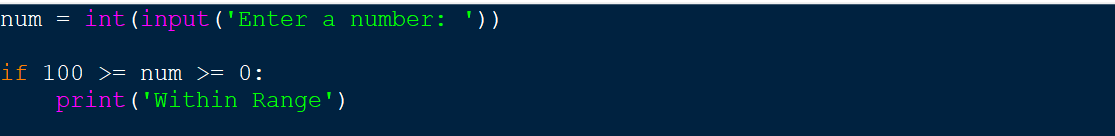 num = int(input('Enter a number: '))
if 100 >= num >= 0:
    print('Within Range')